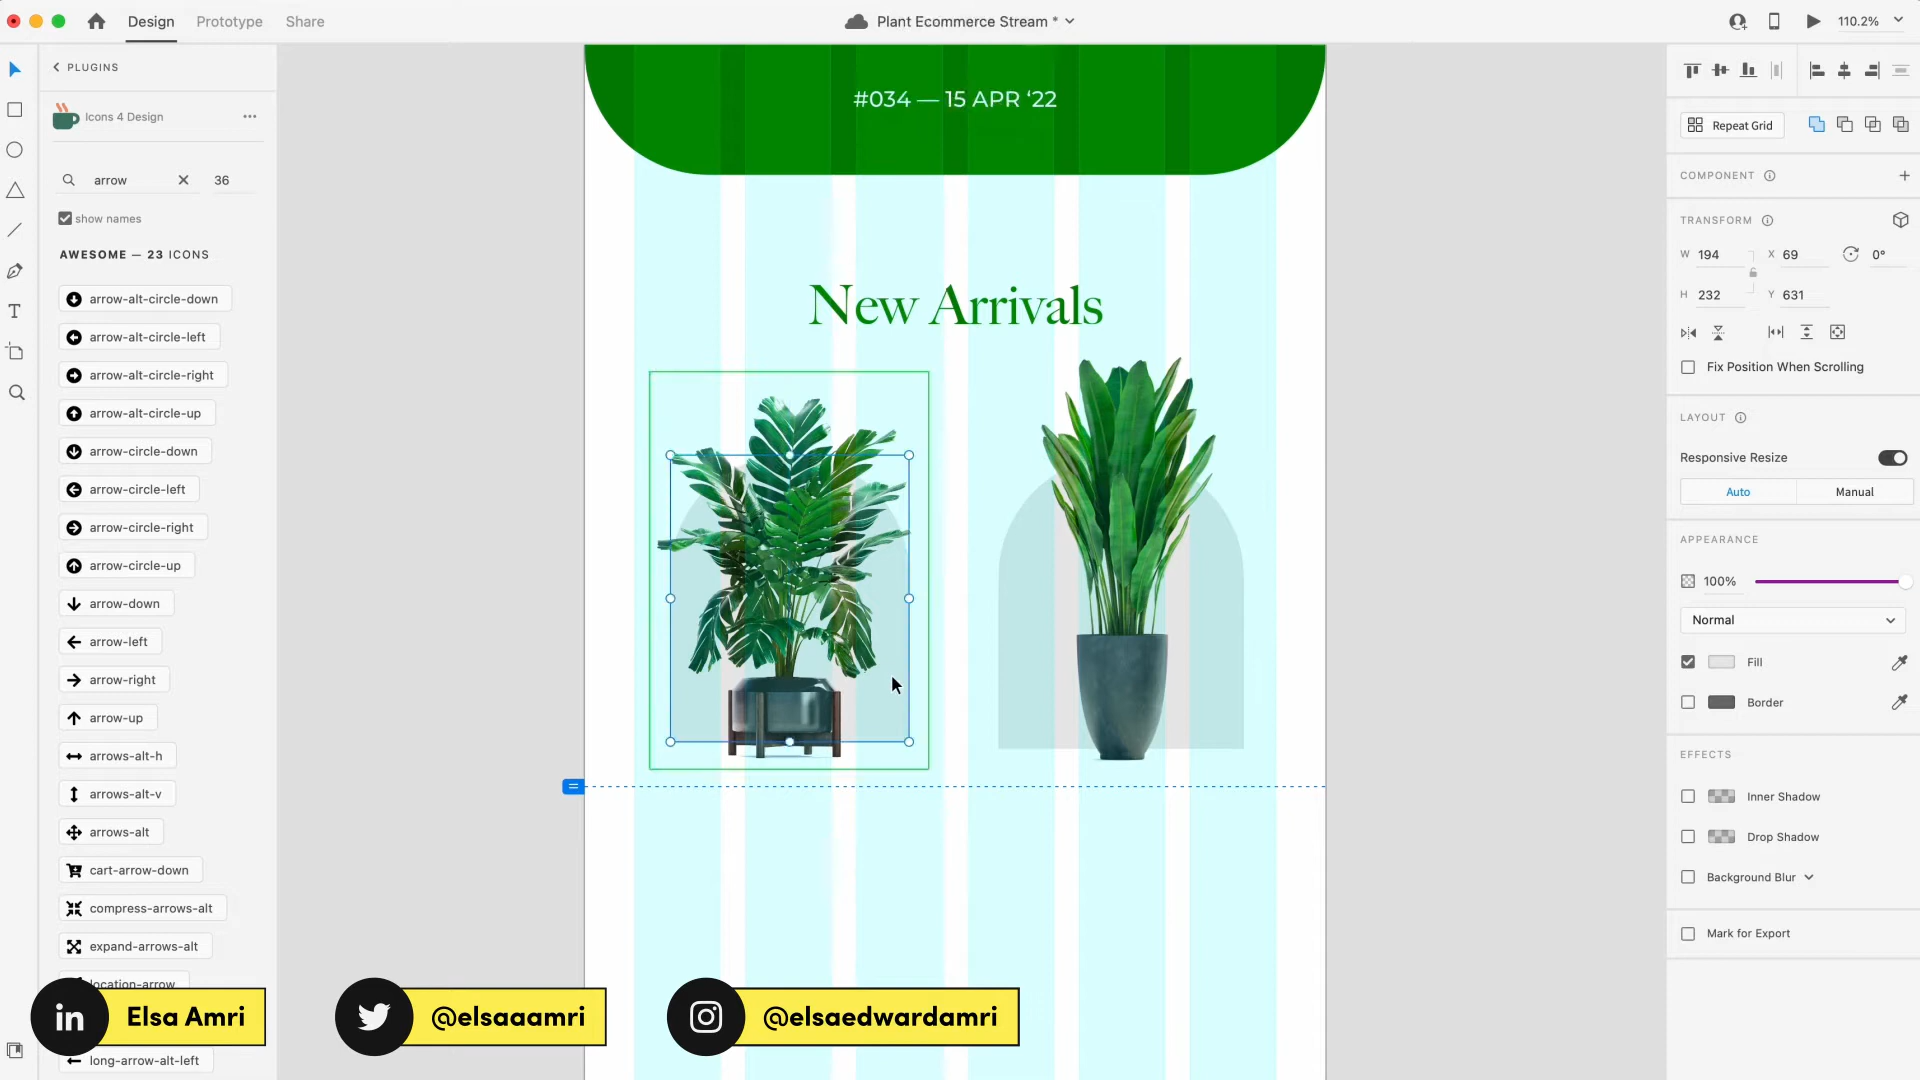 Design
Prototype
Share
Plant Ecommerce Stream *
110.2%
PLUGINS
Icons 4 Design
arrow
36
show names
AWESOME — 23 ICONS
arrow-alt-circle-down
arrow-alt-circle-left
arrow-alt-circle-right
arrow-alt-circle-up
arrow-circle-down
arrow-circle-left
arrow-circle-right
arrow-circle-up
arrow-down
arrow-left
arrow-right
arrow-up
arrows-alt-h
arrows-alt-v
arrows-alt
cart-arrow-down
compress-arrows-alt
expand-arrows-alt
location-arrow
long-arrow-alt-left
#034 — 15 APR ‘22
New Arrivals
in Elsa Amri
@elsaaamri
@elsaedwardamri
Repeat Grid
COMPONENT
TRANSFORM
W 194 X 69 0°
H 232 Y 631
Fix Position When Scrolling
LAYOUT
Responsive Resize
Auto
Manual
APPEARANCE
100%
Normal
Fill
Border
EFFECTS
Inner Shadow
Drop Shadow
Background Blur
Mark for Export